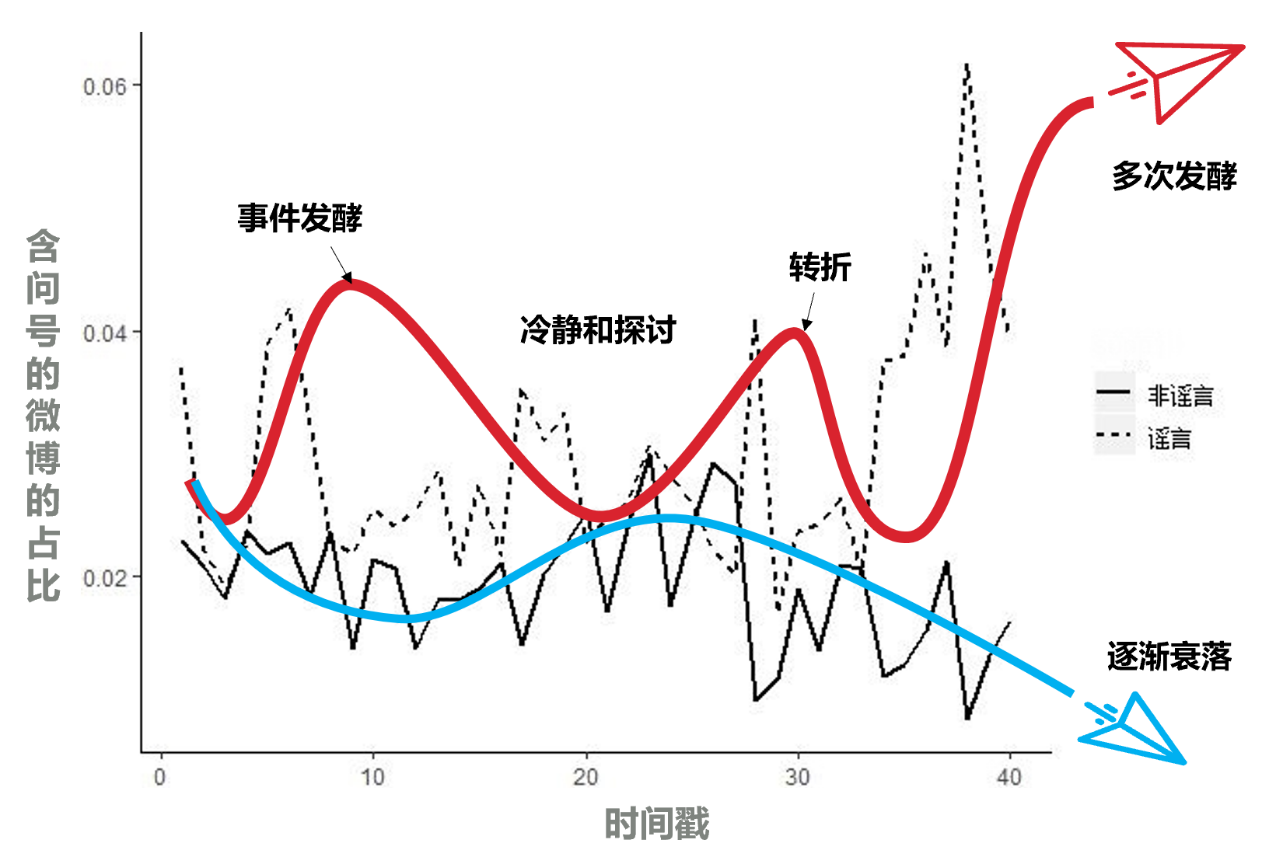 0.06
0.04
0.02
含问号的微博的占比
事件发酵
冷静和探讨
转折
多次发酵
非谣言
谣言
逐渐衰落
0
10
20
30
40
时间戳